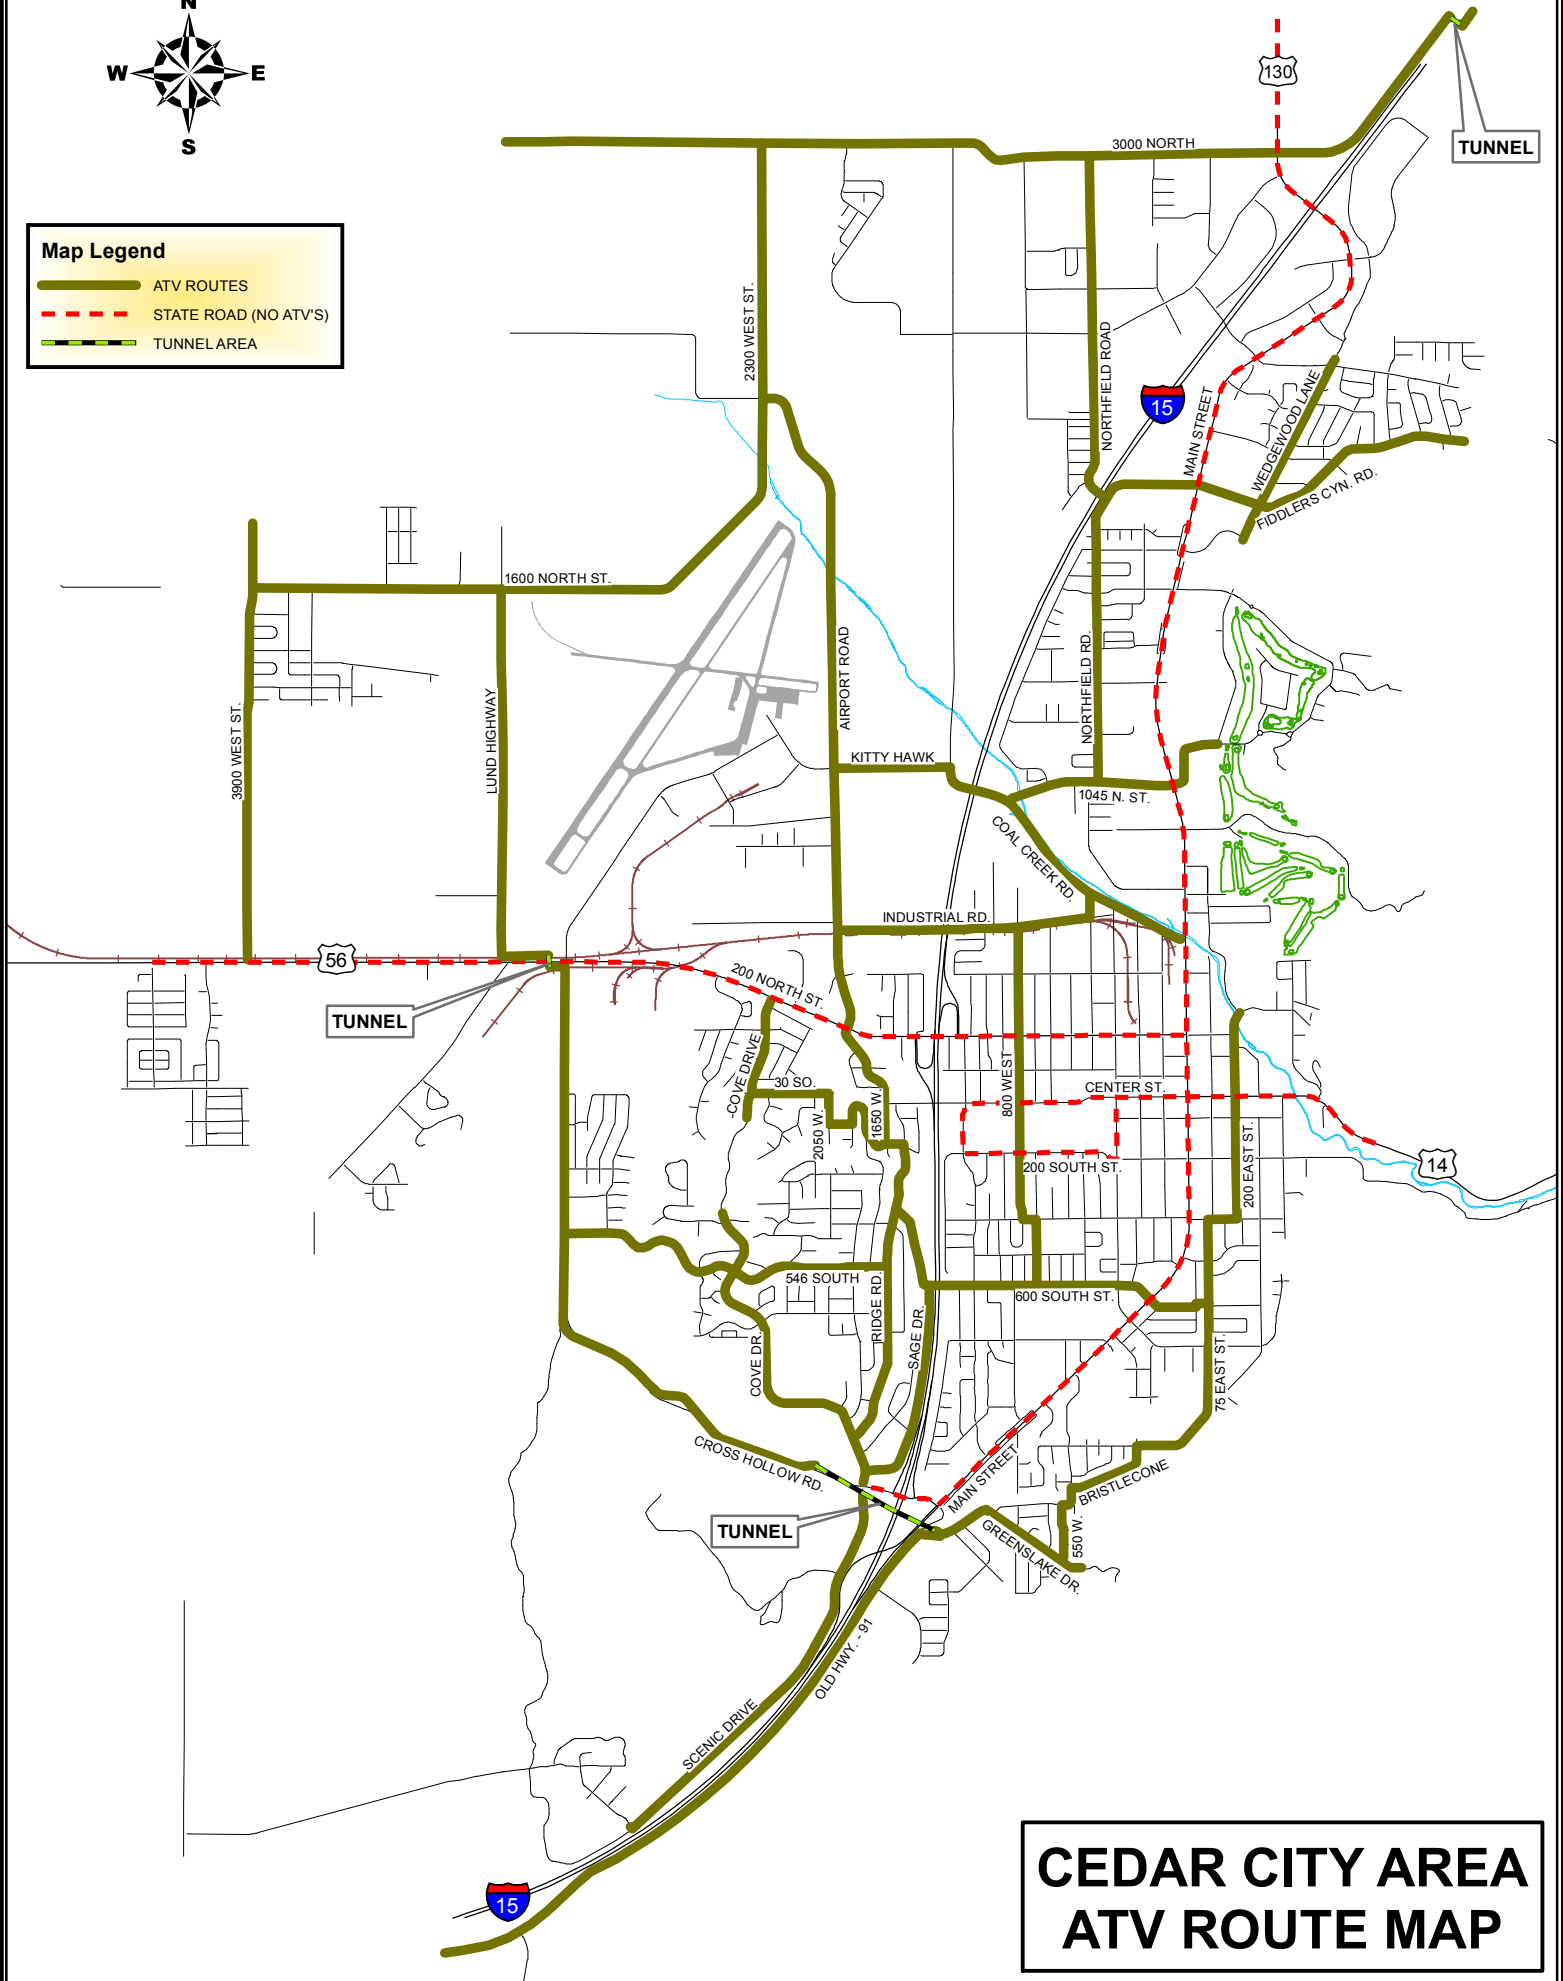 N
W
E
S
130
TUNNEL
3000 NORTH
Map Legend
ATV ROUTES
STATE ROAD (NO ATV'S)
TUNNEL AREA
2300 WEST ST.
NORTHFIELD ROAD
15
MAIN STREET
WEDGEWOOD LANE
FIDDLERS CYN. RD.
1600 NORTH ST.
AIRPORT ROAD
NORTHFIELD RD.
3900 WEST ST.
LUND HIGHWAY
KITTY HAWK
1045 N. ST.
COAL CREEK RD.
INDUSTRIAL RD.
56
200 NORTH ST.
TUNNEL
COVE DRIVE
30 SO.
2050 W.
1650 W.
800 WEST
CENTER ST.
200 SOUTH ST.
200 EAST ST.
14
546 SOUTH
RIDGE RD.
600 SOUTH ST.
SAGE DR.
COVE DR.
75 EAST ST.
CROSS HOLLOW RD.
MAIN STREET
BRISTLECONE
TUNNEL
GREENSLAKE DR.
550 W.
OLD HWY. - 91
SCENIC DRIVE
15
CEDAR CITY AREA
ATV ROUTE MAP